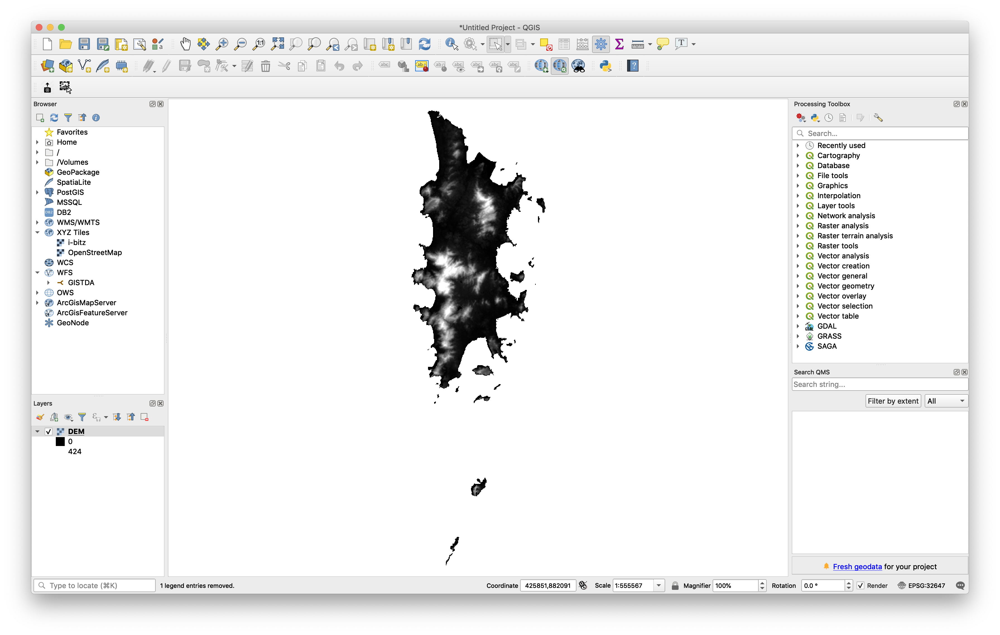 *Untitled Project - QGIS
Browser
Favorites
Home
/
/Volumes
GeoPackage
SpatiaLite
PostGIS
MSSQL
DB2
WMS/WMTS
XYZ Tiles
i-bitz
OpenStreetMap
WCS
WFS
GISTDA
OWS
ArcGisMapServer
ArcGisFeatureServer
GeoNode
Layers
DEM
0
424
Processing Toolbox
Search...
Recently used
Cartography
Database
File tools
Graphics
Interpolation
Layer tools
Network analysis
Raster analysis
Raster terrain analysis
Raster tools
Vector analysis
Vector creation
Vector general
Vector geometry
Vector overlay
Vector selection
Vector table
GDAL
GRASS
SAGA
Search QMS
Search string...
Filter by extent All
Fresh geodata for your project
Type to locate (⌘K) 1 legend entries removed. Coordinate 425851,882091 Scale 1:555567 Magnifier 100% Rotation 0.0 ° Render EPSG:32647